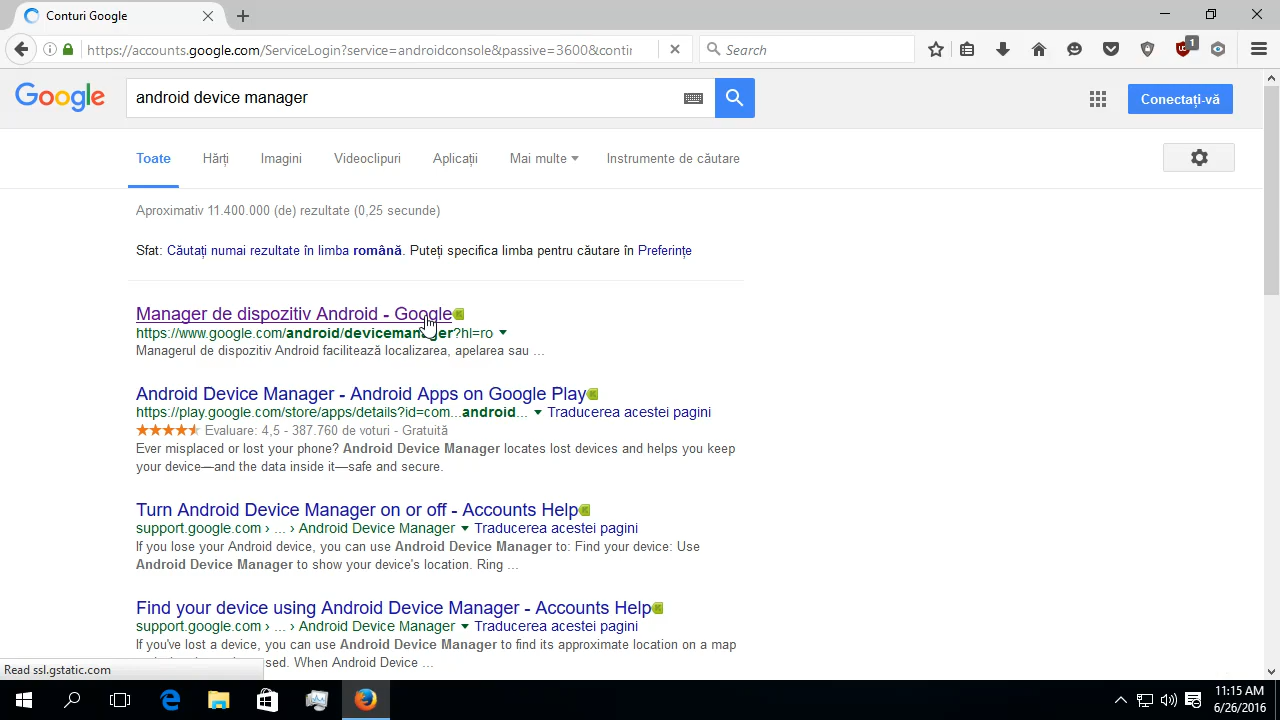 Conturi Google
https://accounts.google.com/ServiceLogin?service=androidconsole&passive=3600&contir
Search
1
Google
android device manager
Conectați-vă
Toate Hărți Imagini Videoclipuri Aplicații Mai multe Instrumente de căutare
Aproximativ 11.400.000 (de) rezultate (0,25 secunde)
Sfat: Căutați numai rezultate în limba română. Puteți specifica limba pentru căutare în Preferințe
Manager de dispozitiv Android - Google
https://www.google.com/android/devicemanager?hl=ro
Managerul de dispozitiv Android facilitează localizarea, apelarea sau ...
Android Device Manager - Android Apps on Google Play
https://play.google.com/store/apps/details?id=com...android... Traducerea acestei pagini
Evaluare: 4,5 - 387.760 de voturi - Gratuită
Ever misplaced or lost your phone? Android Device Manager locates lost devices and helps you keep
your device—and the data inside it—safe and secure.
Turn Android Device Manager on or off - Accounts Help
support.google.com › ... › Android Device Manager Traducerea acestei pagini
If you lose your Android device, you can use Android Device Manager to: Find your device: Use
Android Device Manager to show your device's location. Ring ...
Find your device using Android Device Manager - Accounts Help
support.google.com › ... › Android Device Manager Traducerea acestei pagini
If you've lost a device, you can use Android Device Manager to find its approximate location on a map
sed. When Android Device ...
Read ssl.gstatic.com
11:15 AM
6/26/2016